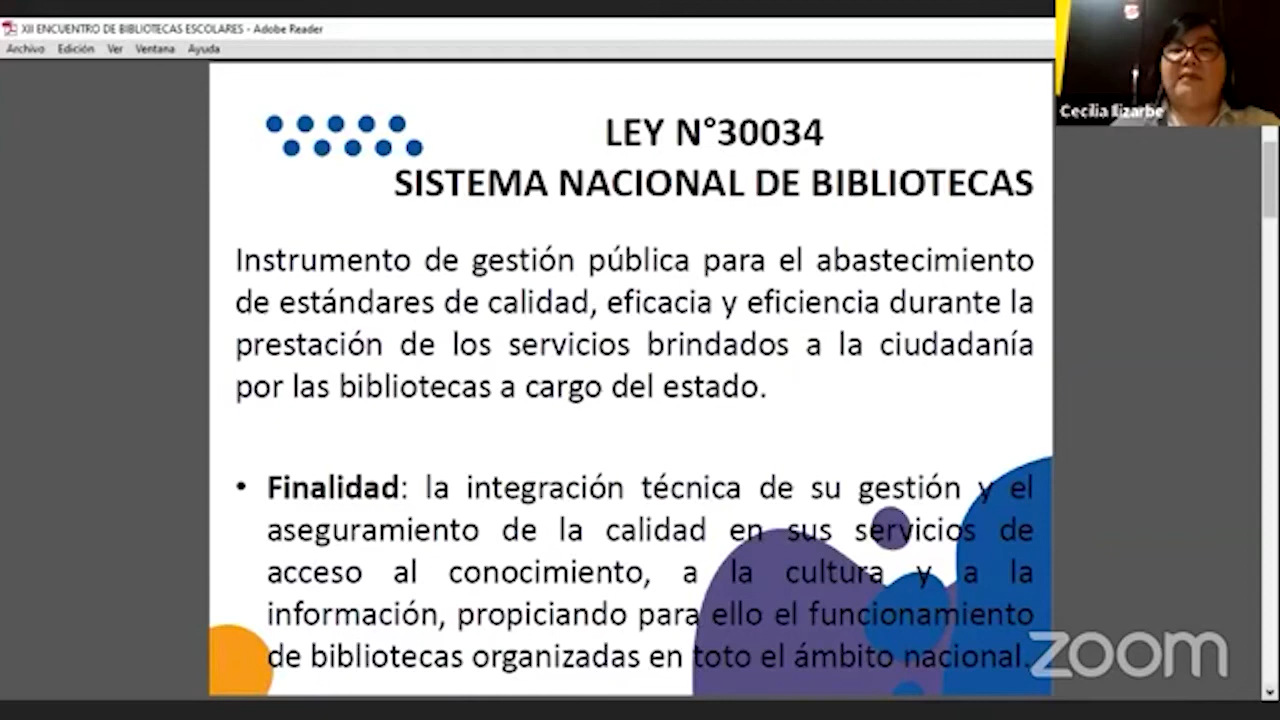 XII ENCUENTRO DE BIBLIOTECAS ESCOLARES - Adobe Reader
Archivo Edición Ver Ventana Ayuda
Cecilia lizarbe
LEY N°30034
SISTEMA NACIONAL DE BIBLIOTECAS
Instrumento de gestión pública para el abastecimiento
de estándares de calidad, eficacia y eficiencia durante la
prestación de los servicios brindados a la ciudadanía
por las bibliotecas a cargo del estado.
• Finalidad: la integración técnica de su gestión y el
aseguramiento de la calidad en sus servicios de
acceso al conocimiento, a la cultura y a la
información, propiciando para ello el funcionamiento
de bibliotecas organizadas en toto el ámbito nacional.
zoom